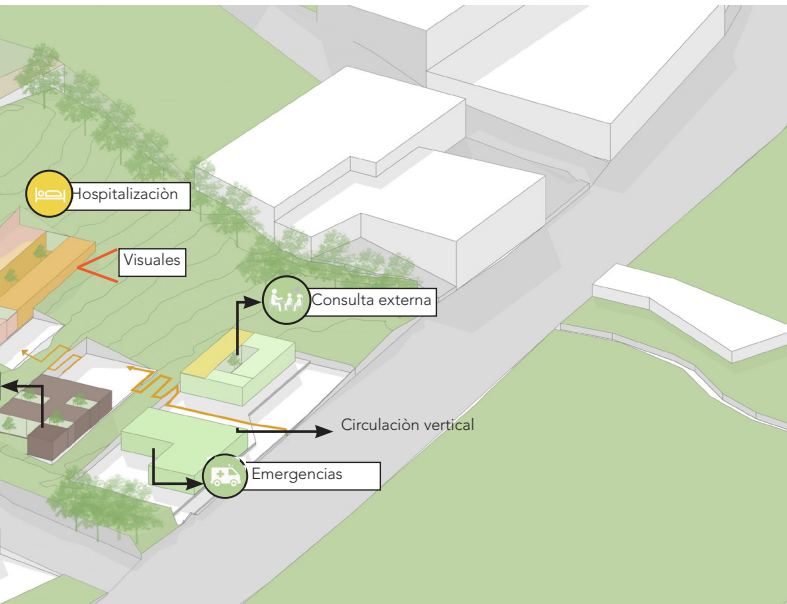 Hospitalizaciòn
Visuales
Consulta externa
Circulaciòn vertical
Emergencias